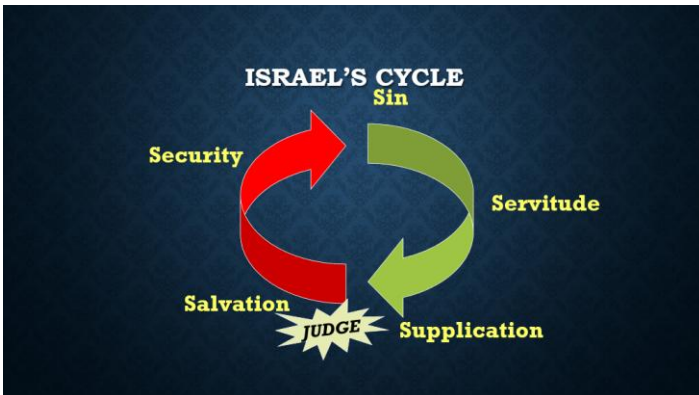 ISRAEL'S CYCLE
Sin
Security
Servitude
Salvation
Supplication
JUDGE